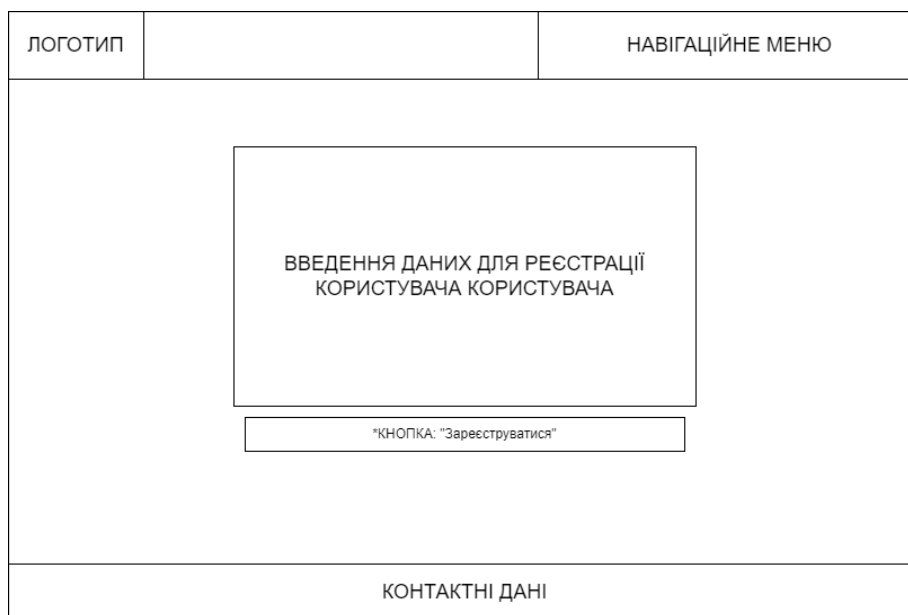 ЛОГОТИП
НАВІГАЦІЙНЕ МЕНЮ
ВВЕДЕННЯ ДАНИХ ДЛЯ РЕЄСТРАЦІЇ
КОРИСТУВАЧА КОРИСТУВАЧА
*КНОПКА: "Зареєструватися"
КОНТАКТНІ ДАНІ